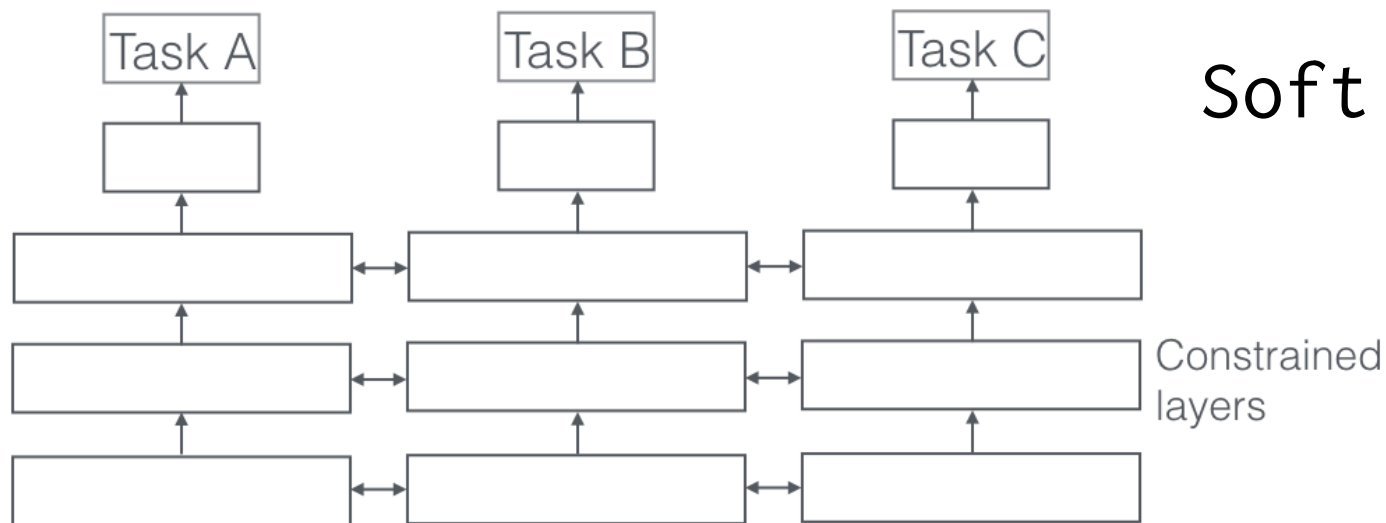 Task A
Task B
Task C
Soft
Constrained
layers